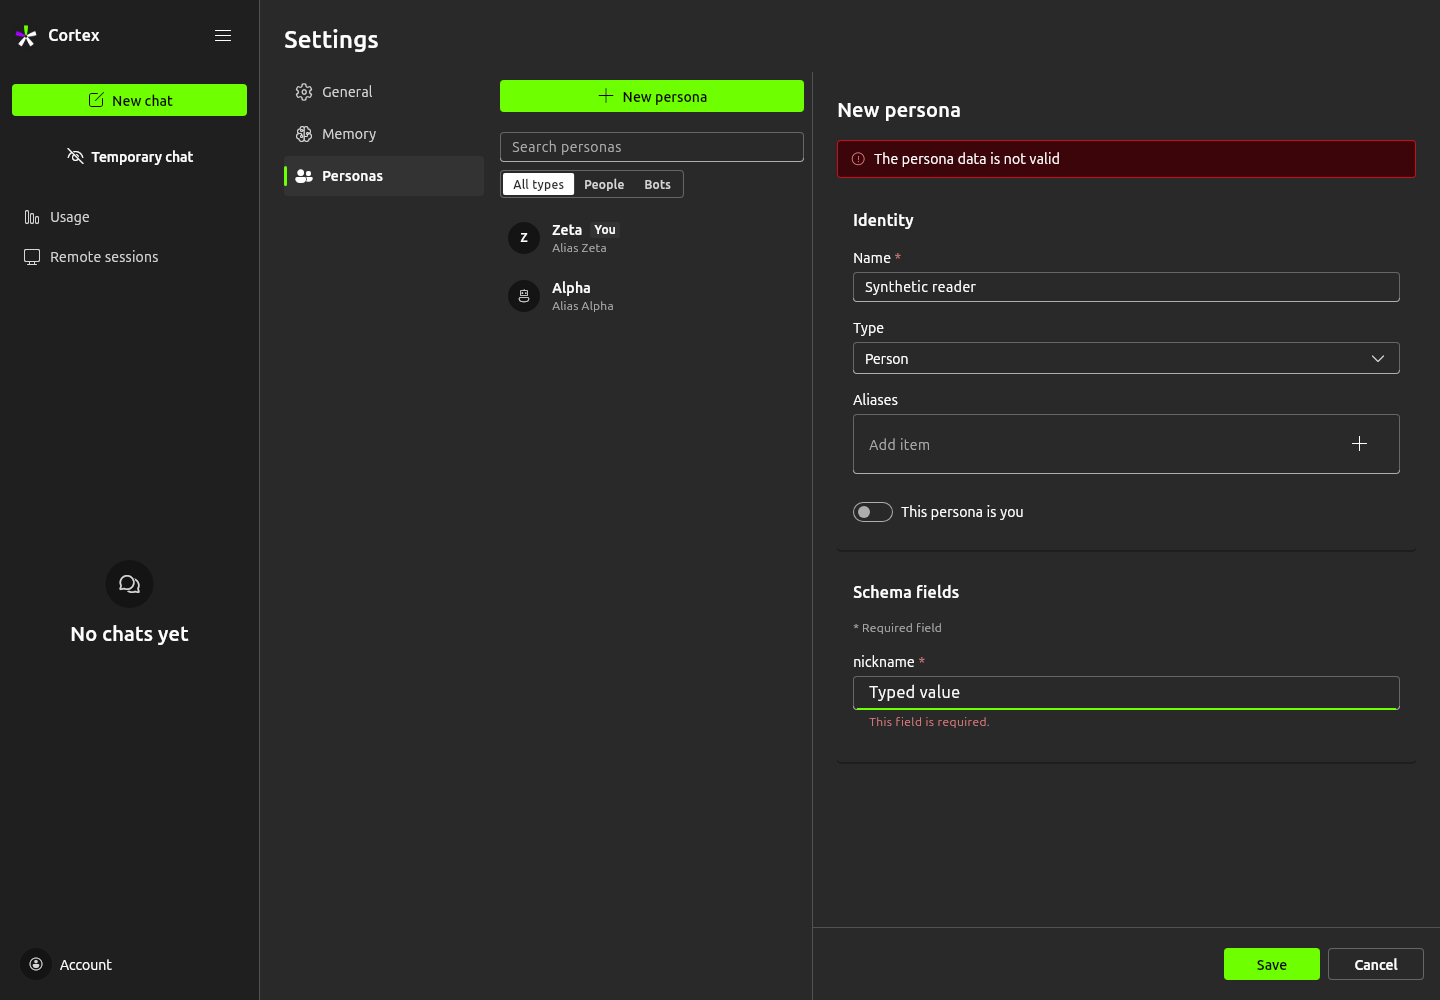 Cortex
New chat
Temporary chat
Usage
Remote sessions
No chats yet
Account
Settings
General
Memory
Personas
New persona
Search personas
All types
People
Bots
Z
Zeta
You
Alias Zeta
Alpha
Alias Alpha
New persona
The persona data is not valid
Identity
Name *
Synthetic reader
Type
Person
Aliases
Add item
This persona is you
Schema fields
* Required field
nickname *
Typed value
This field is required.
Save
Cancel